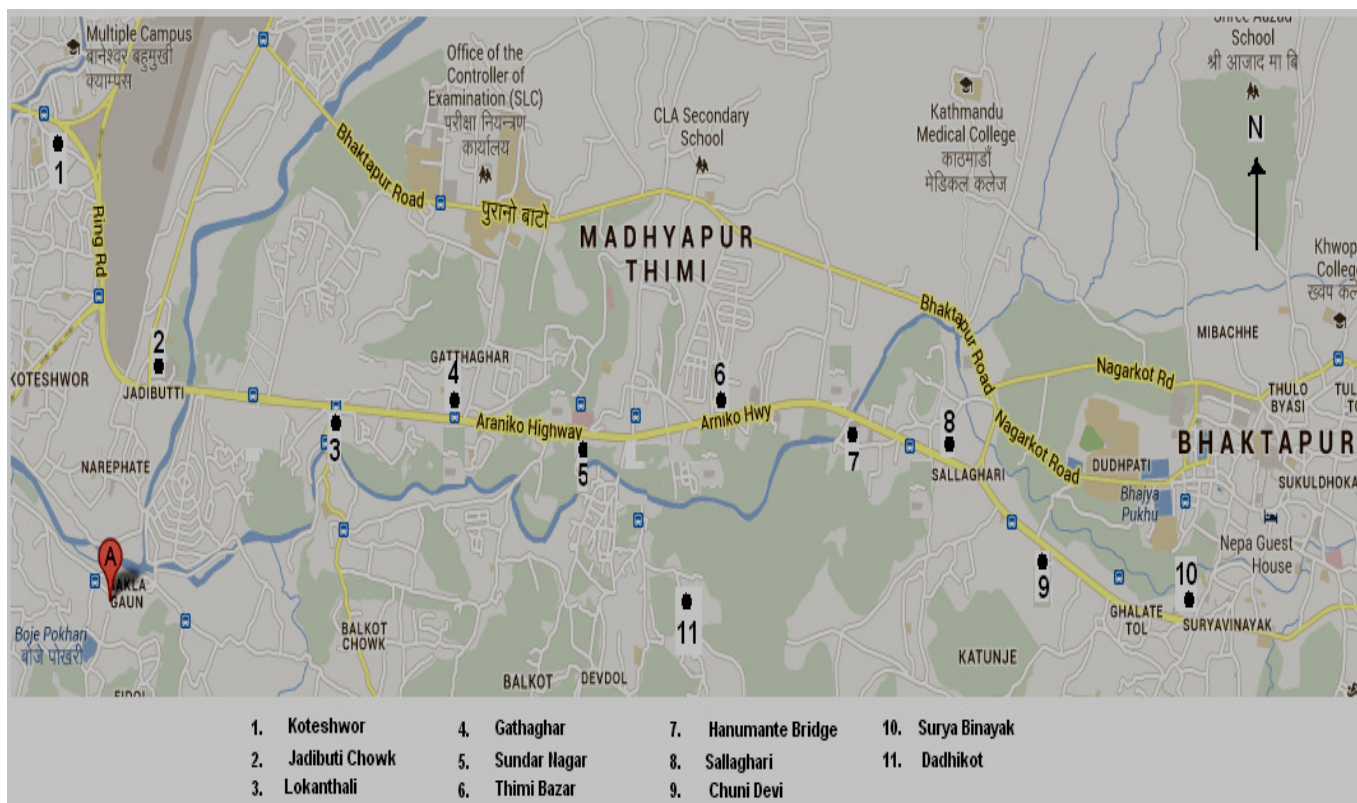 Multiple Campus
बानेश्वर बहुमुखी
क्याम्पस
1
Ring Rd
2
KOTESHWOR
JADIBUTTI
NAREPHATE
A
GAUN
Boje Pokhari
बोजे पोखरी
Bhaktapur Road
Office of the
Controller of
Examination (SLC)
परीक्षा नियन्त्रण
कार्यालय
पुरानो बाटो
CLA Secondary
School
MADHYAPUR
THIMI
Kathmandu
Medical College
काठमाडौं
मेडिकल कलेज
School
श्री आजाद मा बि
N
Khwop
College
MIBACHHE
GATTHAGHAR
4
3
Araniko Highway
5
6
Arniko Hwy
7
8
SALLAGHARI
Bhaktapur Road
Nagarkot Rd
Nagarkot Road
THULO
BYASI
BHAKTAPUR
DUDHPATI
Bhajya
Pukhu
SUKULDHOKA
Nepa Guest
House
9
10
GHALATE
TOL
SURYAVINAYAK
KATUNJE
11
BALKOT
CHOWK
BALKOT
DEVDOL
1. Koteshwor
2. Jadibuti Chowk
3. Lokanthali
4. Gathaghar
5. Sundar Nagar
6. Thimi Bazar
7. Hanumante Bridge
8. Sallaghari
9. Chuni Devi
10. Surya Binayak
11. Dadhikot